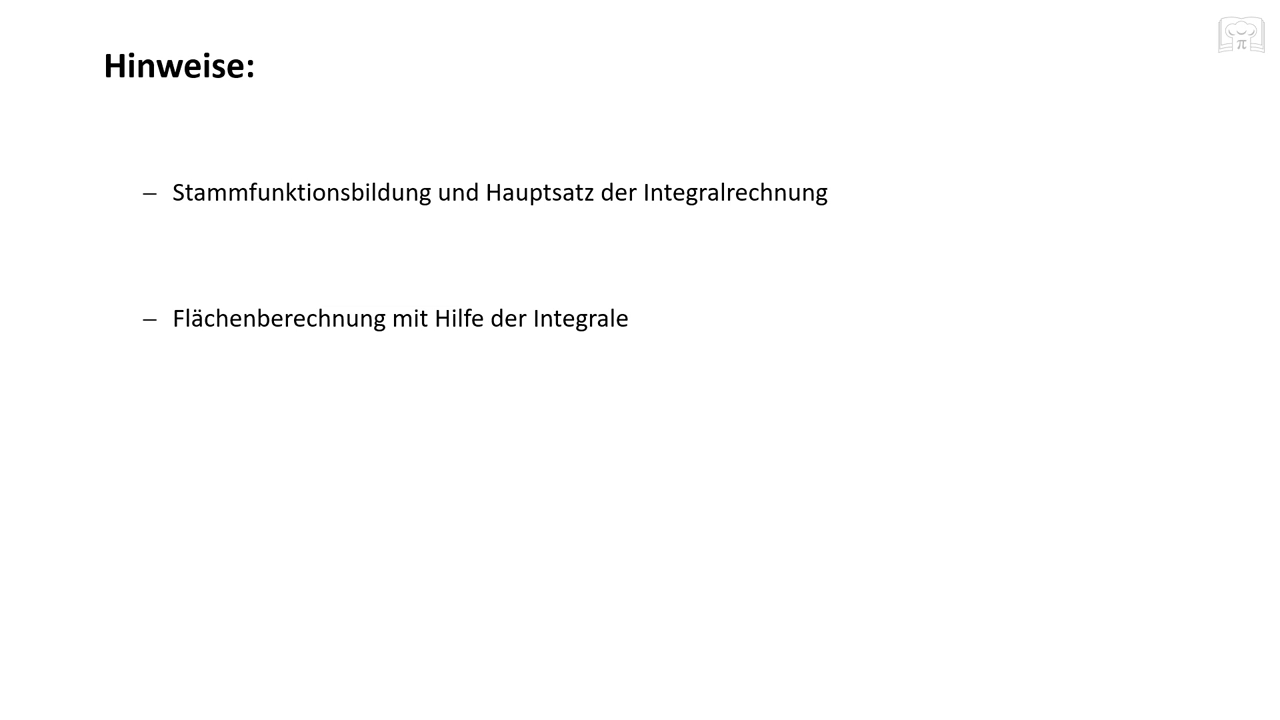 Hinweise:
– Stammfunktionsbildung und Hauptsatz der Integralrechnung
– Flächenberechnung mit Hilfe der Integrale
π